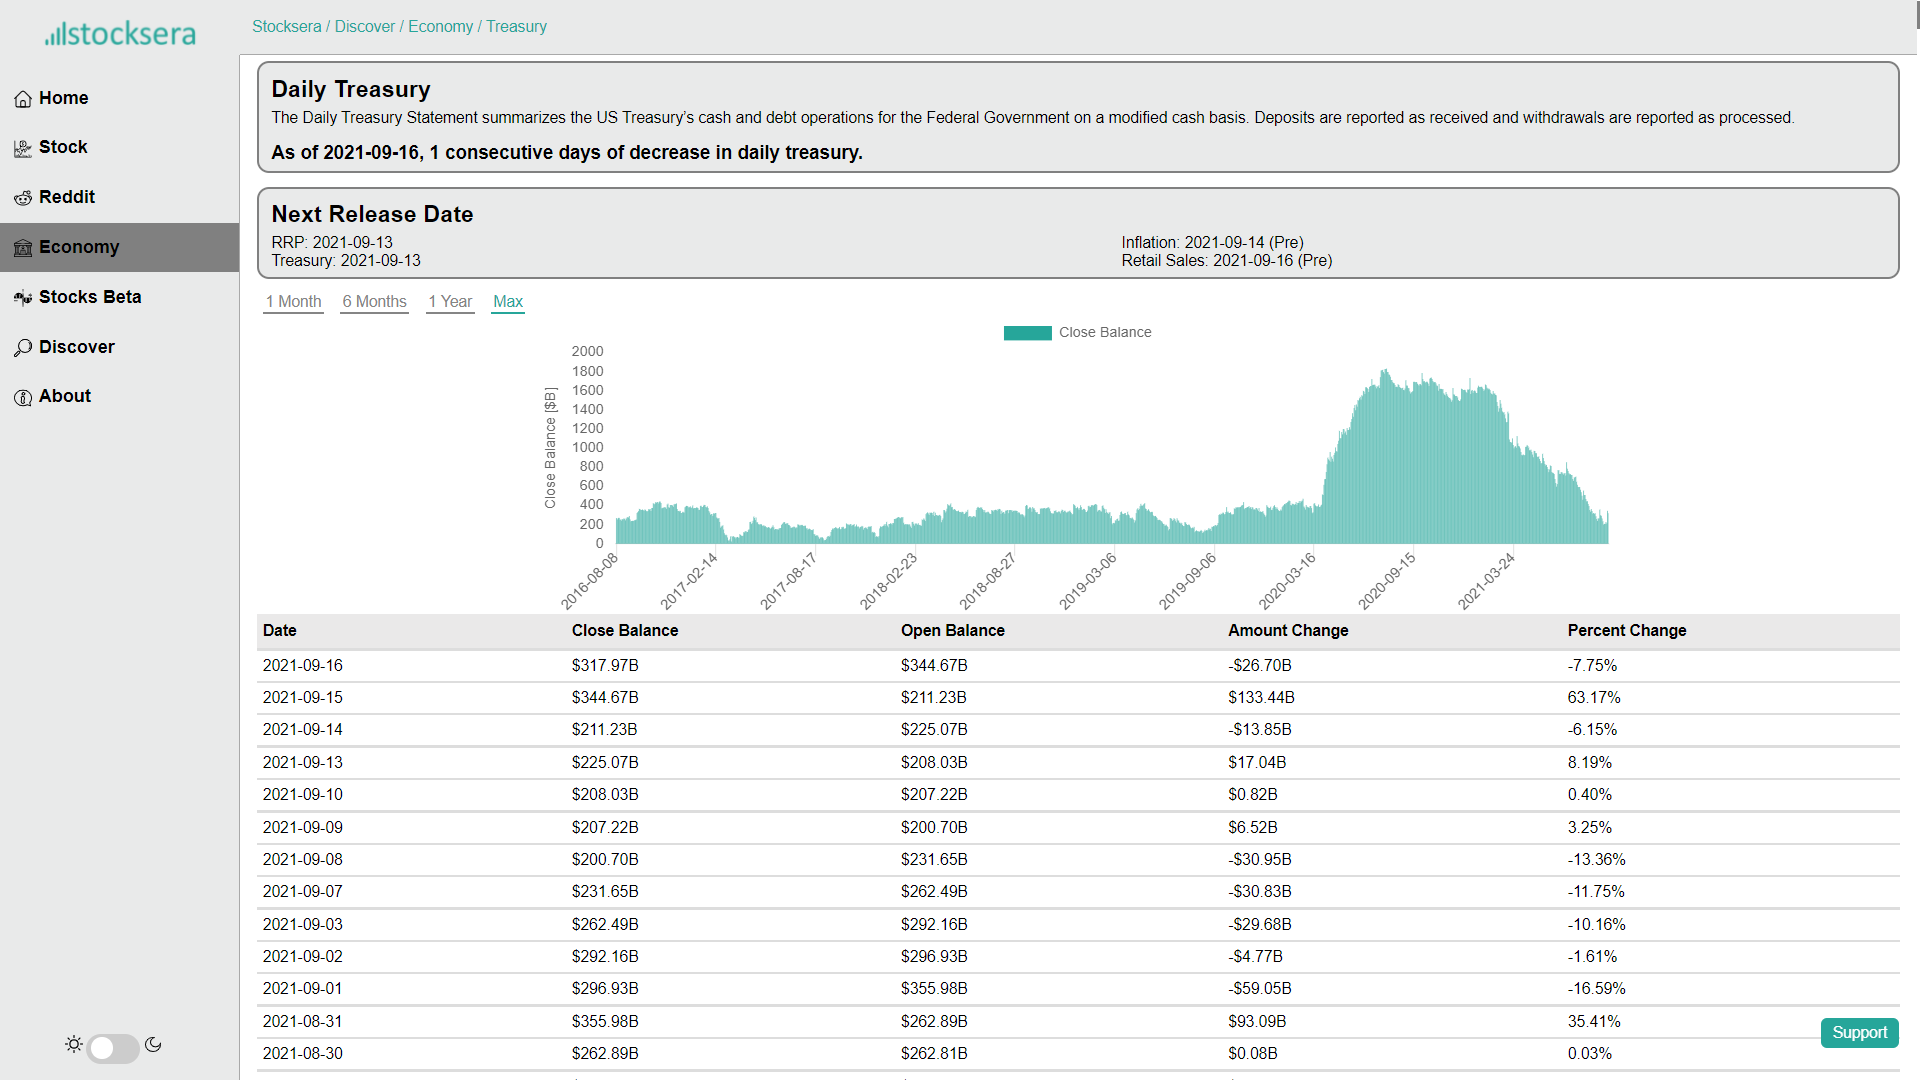 stocksera
Stocksera / Discover / Economy / Treasury
Home
Stock
Reddit
Economy
Stocks Beta
Discover
About
Daily Treasury
The Daily Treasury Statement summarizes the US Treasury's cash and debt operations for the Federal Government on a modified cash basis. Deposits are reported as received and withdrawals are reported as processed.
As of 2021-09-16, 1 consecutive days of decrease in daily treasury.
Next Release Date
RRP: 2021-09-13
Treasury: 2021-09-13
Inflation: 2021-09-14 (Pre)
Retail Sales: 2021-09-16 (Pre)
1 Month 6 Months 1 Year Max
Close Balance
Close Balance [$B]
2000
1800
1600
1400
1200
1000
800
600
400
200
0
2016-08-08 2017-02-14 2017-08-17 2018-02-23 2018-08-27 2019-03-06 2019-09-06 2020-03-16 2020-09-15 2021-03-24
Date Close Balance Open Balance Amount Change Percent Change
2021-09-16 $317.97B $344.67B -$26.70B -7.75%
2021-09-15 $344.67B $211.23B $133.44B 63.17%
2021-09-14 $211.23B $225.07B -$13.85B -6.15%
2021-09-13 $225.07B $208.03B $17.04B 8.19%
2021-09-10 $208.03B $207.22B $0.82B 0.40%
2021-09-09 $207.22B $200.70B $6.52B 3.25%
2021-09-08 $200.70B $231.65B -$30.95B -13.36%
2021-09-07 $231.65B $262.49B -$30.83B -11.75%
2021-09-03 $262.49B $292.16B -$29.68B -10.16%
2021-09-02 $292.16B $296.93B -$4.77B -1.61%
2021-09-01 $296.93B $355.98B -$59.05B -16.59%
2021-08-31 $355.98B $262.89B $93.09B 35.41%
2021-08-30 $262.89B $262.81B $0.08B 0.03%
Support